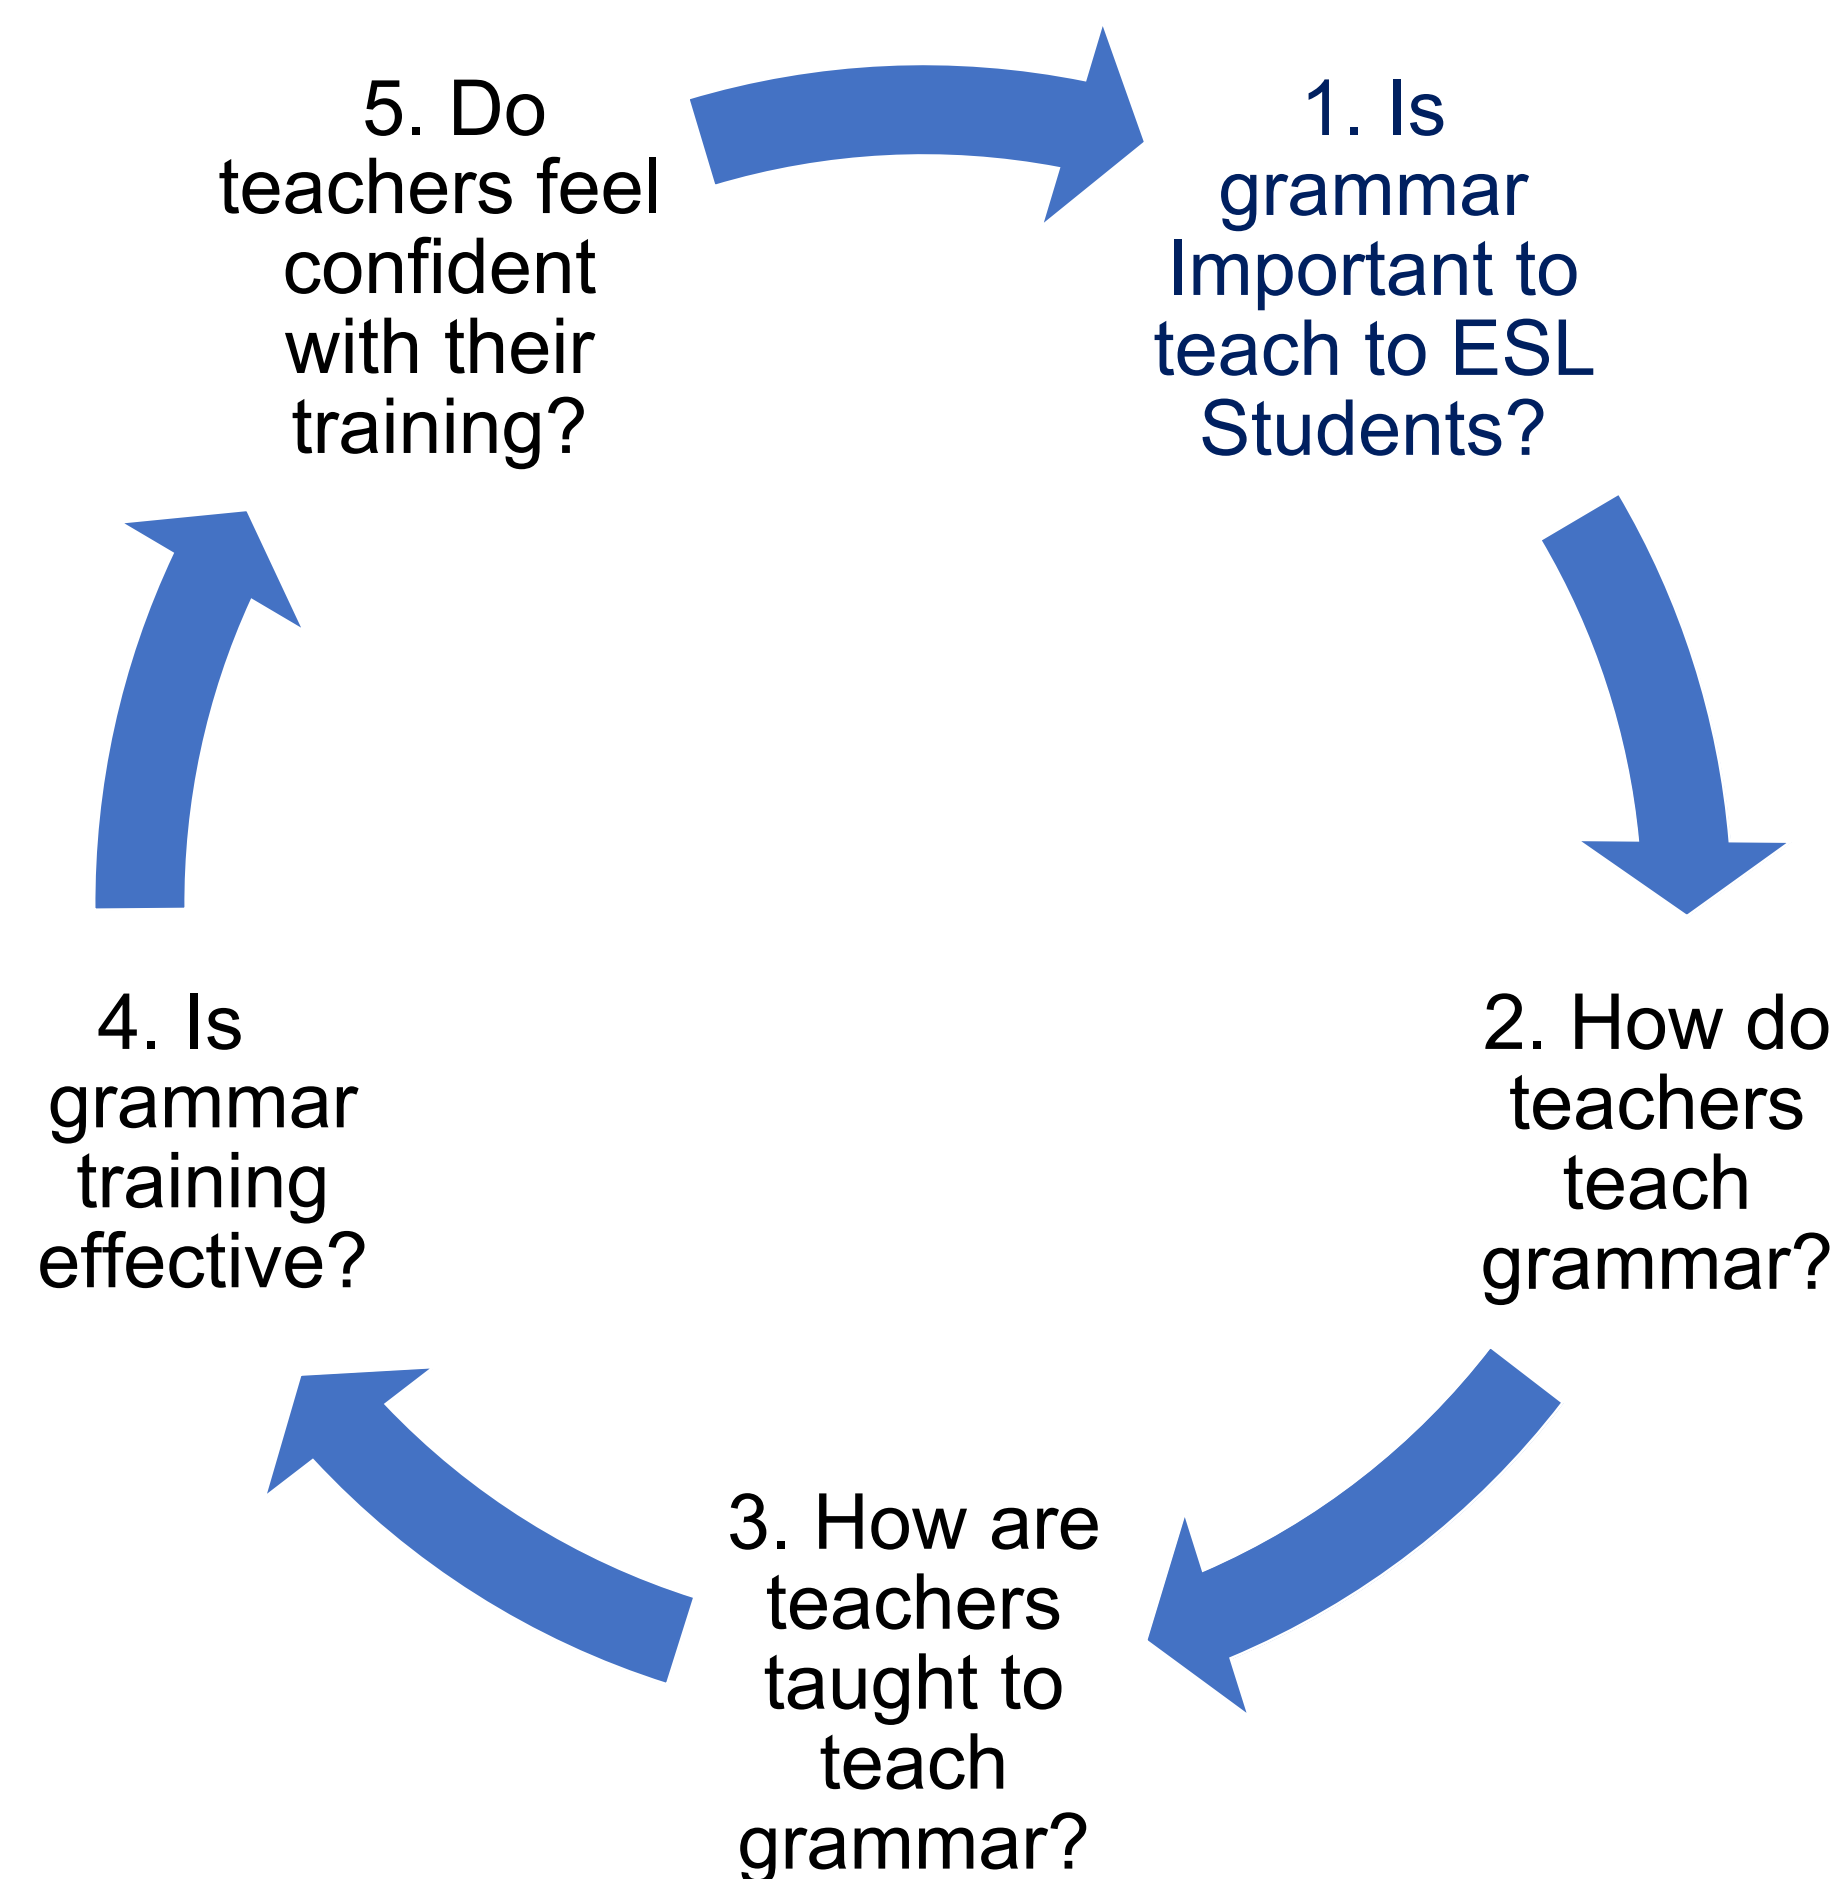 1. Is
grammar
Important to
teach to ESL
Students?
2. How do
teachers
teach
grammar?
3. How are
teachers
taught to
teach
grammar?
4. Is
grammar
training
effective?
5. Do
teachers feel
confident
with their
training?